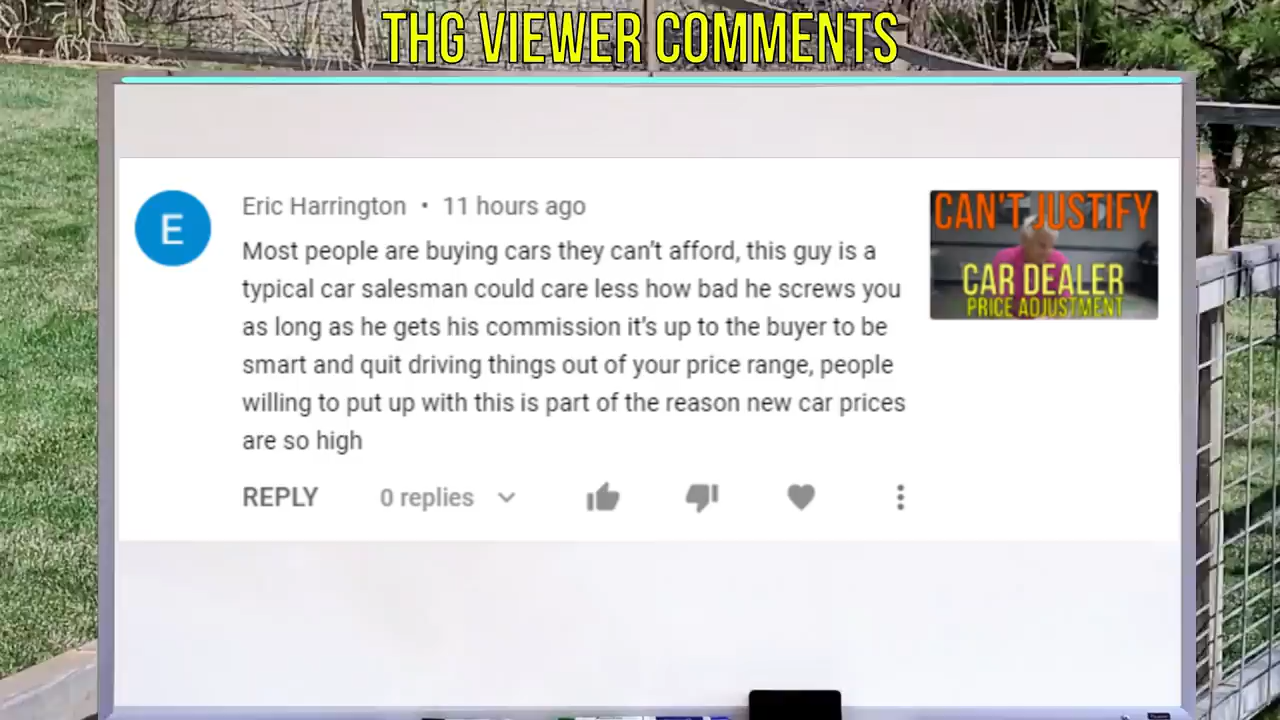 THG VIEWER COMMENTS
E
Eric Harrington • 11 hours ago
Most people are buying cars they can't afford, this guy is a
typical car salesman could care less how bad he screws you
as long as he gets his commission it's up to the buyer to be
smart and quit driving things out of your price range, people
willing to put up with this is part of the reason new car prices
are so high
REPLY 0 replies
CAN'T JUSTIFY
CAR DEALER
PRICE ADJUSTMENT